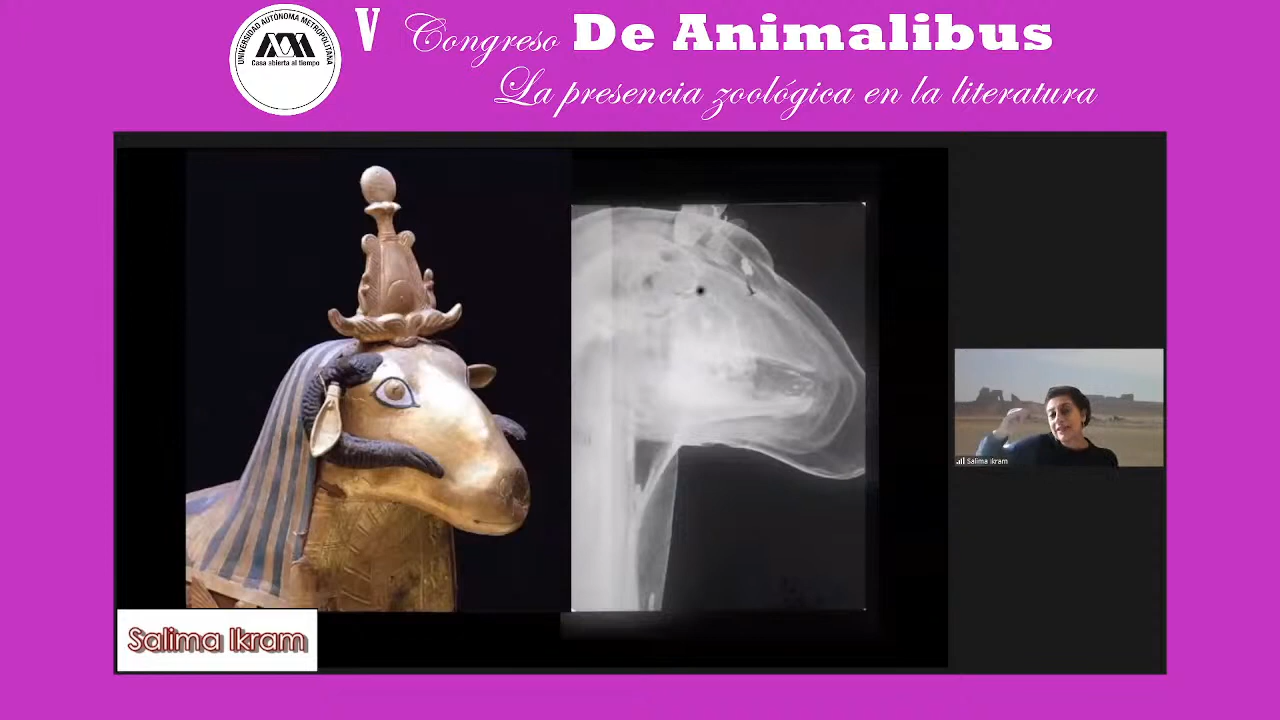 UNIVERSIDAD AUTÓNOMA METROPOLITANA
Casa abierta al tiempo
V Congreso De Animalibus
La presencia zoológica en la literatura
Salima Ikram
Salima Ikram